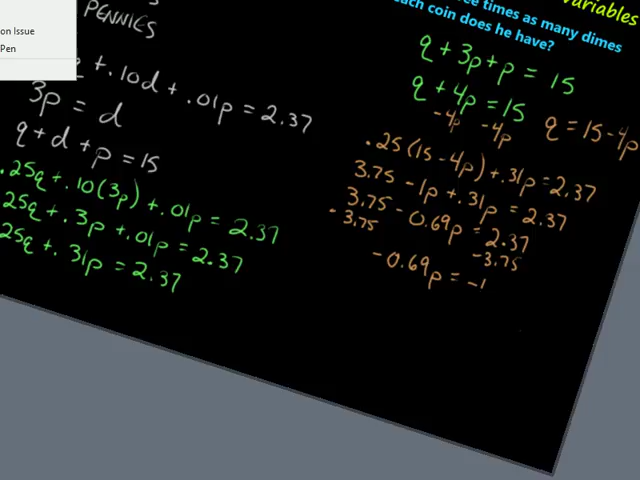 on Issue
Pen
PENNIES
+ .10d + .01p = 2.37
3p = d
q + d + p = 15
.25q + .10(3p) + .01p = 2.37
25q + .3p + .01p = 2.37
25q + .31p = 2.37
variables
ee times as many dimes
each coin does he have?
q + 3p + p = 15
q + 4p = 15
-4p -4p
q = 15 - 4p
.25(15 - 4p) + .31p = 2.37
3.75 - 1p + .31p = 2.37
3.75 - 0.69p = 2.37
-3.75 -3.75
-0.69p = -1